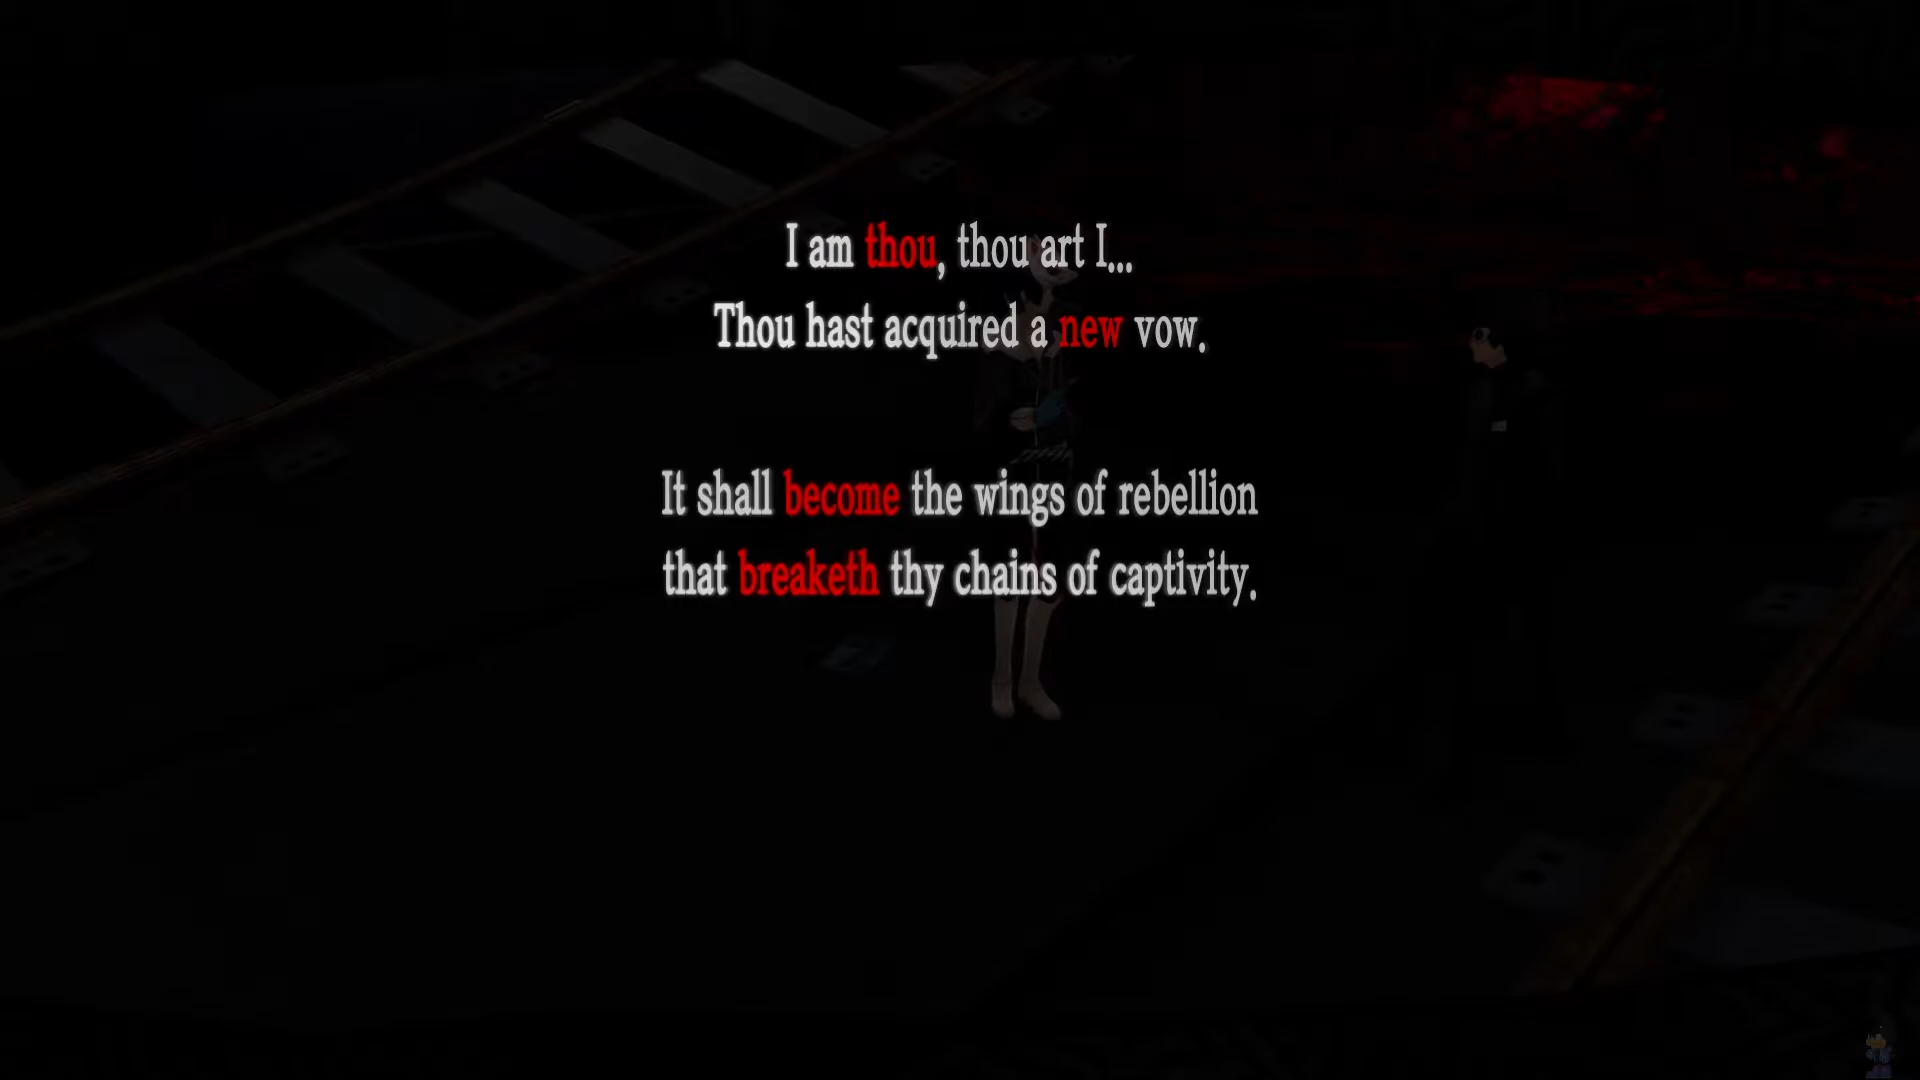 I am thou, thou art I...
Thou hast acquired a new vow.
It shall become the wings of rebellion
that breaketh thy chains of captivity.